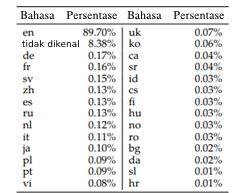 Bahasa Persentase Bahasa Persentase
en 89.70% uk 0.07%
tidak dikenal 8.38% ko 0.06%
de 0.17% ca 0.04%
fr 0.16% sr 0.04%
sv 0.15% id 0.03%
zh 0.13% cs 0.03%
es 0.13% fi 0.03%
ru 0.13% hu 0.03%
nl 0.12% no 0.03%
it 0.11% ro 0.03%
ja 0.10% bg 0.02%
pl 0.09% da 0.02%
pt 0.09% sl 0.01%
vi 0.08% hr 0.01%